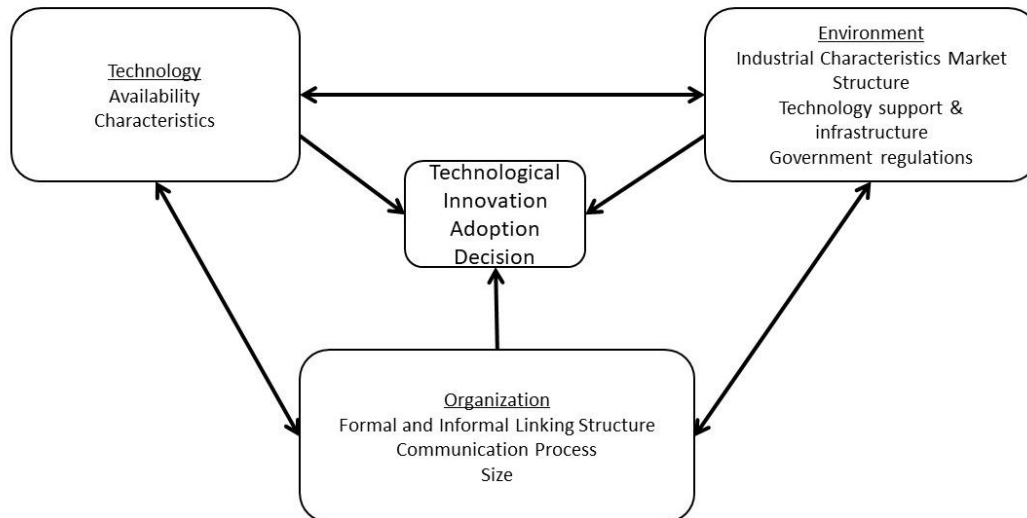 Technology
Availability
Characteristics
Environment
Industrial Characteristics Market
Structure
Technology support &
infrastructure
Government regulations
Technological
Innovation
Adoption
Decision
Organization
Formal and Informal Linking Structure
Communication Process
Size